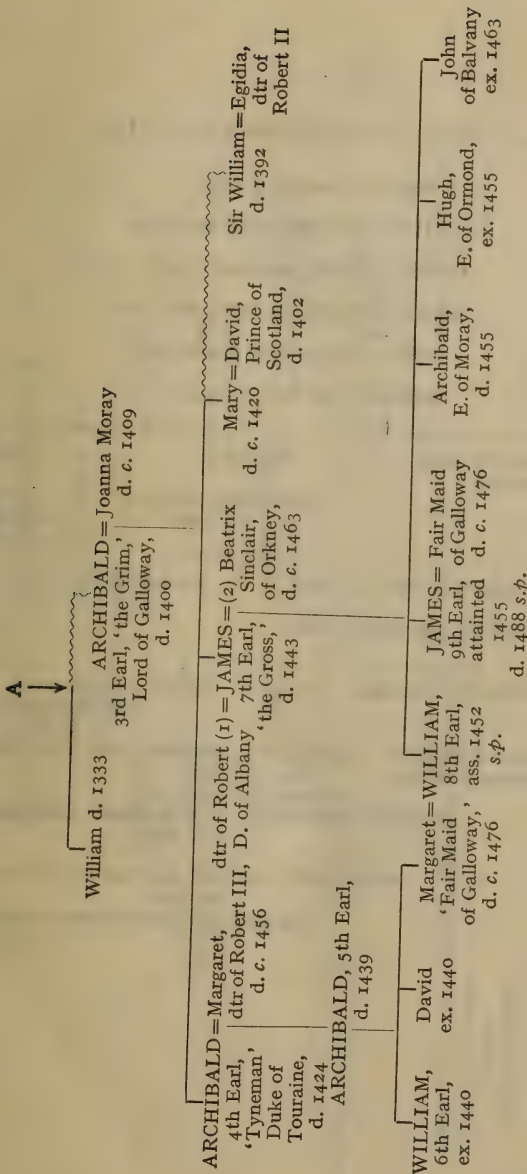 A
William d. 1333
ARCHIBALD = Joanna Moray
3rd Earl, ‘the Grim,’ d. c. 1409
Lord of Galloway,
d. 1400
ARCHIBALD = Margaret,
4th Earl, dtr of Robert III,
‘Tyneman’ d. c. 1456
Duke of
Touraine,
d. 1424
dtr of Robert (1) = JAMES = (2) Beatrix
D. of Albany 7th Earl, Sinclair,
‘the Gross,’ of Orkney,
d. 1443 d. c. 1463
Mary = David,
d. c. 1420 Prince of
Scotland,
d. 1402
Sir William = Egidia,
d. 1392 dtr of
Robert II
ARCHIBALD, 5th Earl,
d. 1439
WILLIAM,
6th Earl,
ex. 1440
David
ex. 1440
Margaret = WILLIAM,
‘Fair Maid 8th Earl,
of Galloway,’ ass. 1452
d. c. 1476 s.p.
JAMES = Fair Maid
9th Earl, of Galloway
attainted d. c. 1476
1455
d. 1488 s.p.
Archibald,
E. of Moray,
d. 1455
Hugh,
E. of Ormond,
ex. 1455
John
of Balvany
ex. 1463